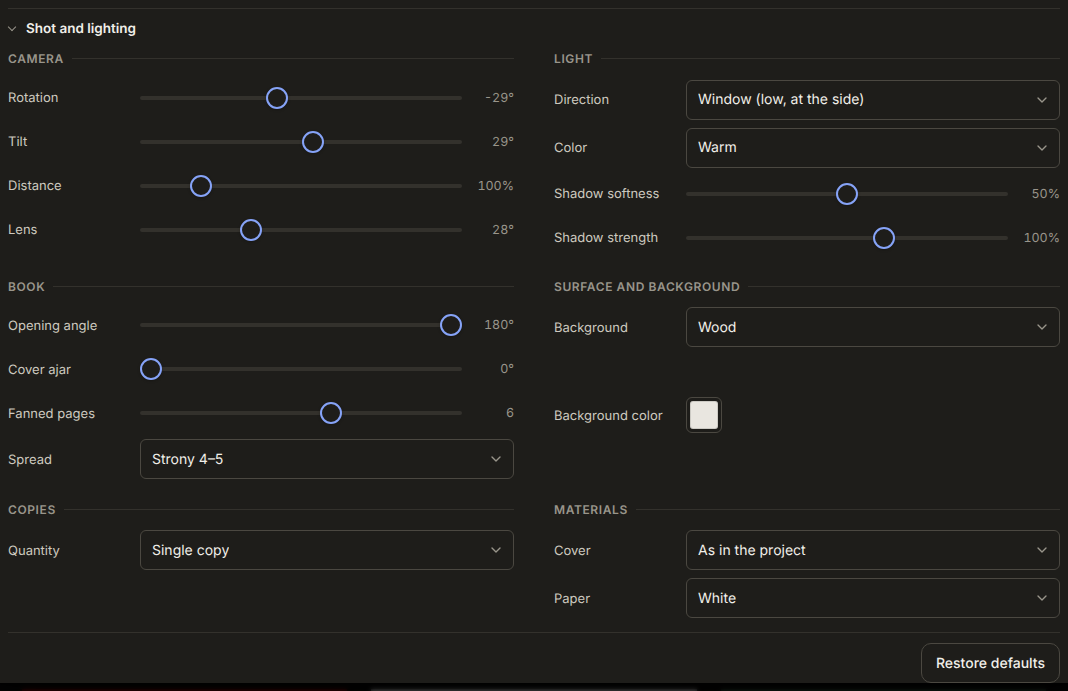 Shot and lighting
CAMERA
Rotation -29°
Tilt 29°
Distance 100%
Lens 28°
LIGHT
Direction Window (low, at the side)
Color Warm
Shadow softness 50%
Shadow strength 100%
BOOK
Opening angle 180°
Cover ajar 0°
Fanned pages 6
Spread Strony 4–5
SURFACE AND BACKGROUND
Background Wood
Background color
COPIES
Quantity Single copy
MATERIALS
Cover As in the project
Paper White
Restore defaults